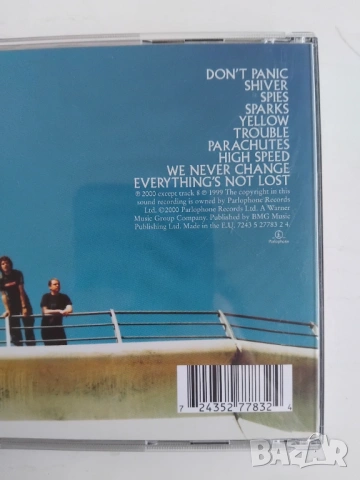 DON'T PANIC
SHIVER
SPIES
SPARKS
YELLOW
TROUBLE
PARACHUTES
HIGH SPEED
WE NEVER CHANGE
EVERYTHING'S NOT LOST
℗ 2000 except track 8 ℗ 1999 The copyright in this
sound recording is owned by Parlophone Records
Ltd. ©2000 Parlophone Records Ltd. A Warner
Music Group Company. Published by BMG Music
Publishing Ltd. Made in the E.U. 7243 5 27783 2 4
Parlophone
7 24352 77832 4
BAZAR